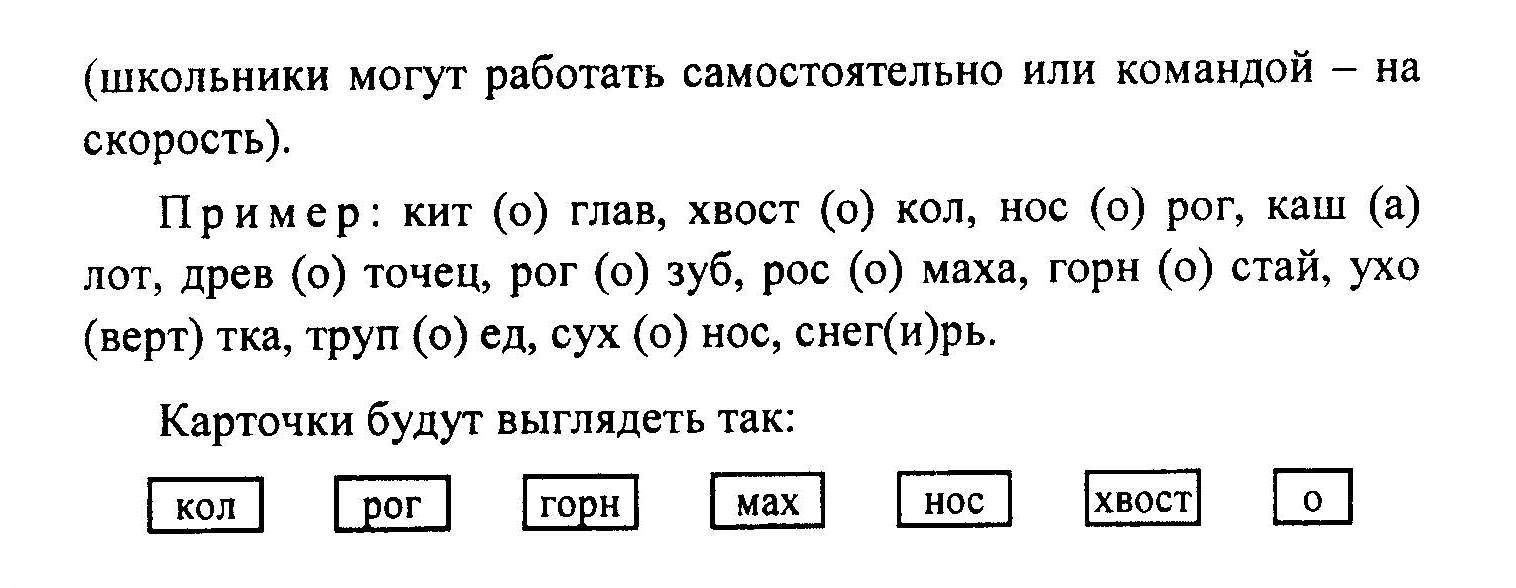 (школьники могут работать самостоятельно или командой – на
скорость).
Пример: кит (о) глав, хвост (о) кол, нос (о) рог, каш (а)
лот, древ (о) точец, рог (о) зуб, рос (о) маха, горн (о) стай, ухо
(верт) тка, труп (о) ед, сух (о) нос, снег(и)рь.
Карточки будут выглядеть так:
кол рог горн мах нос хвост о